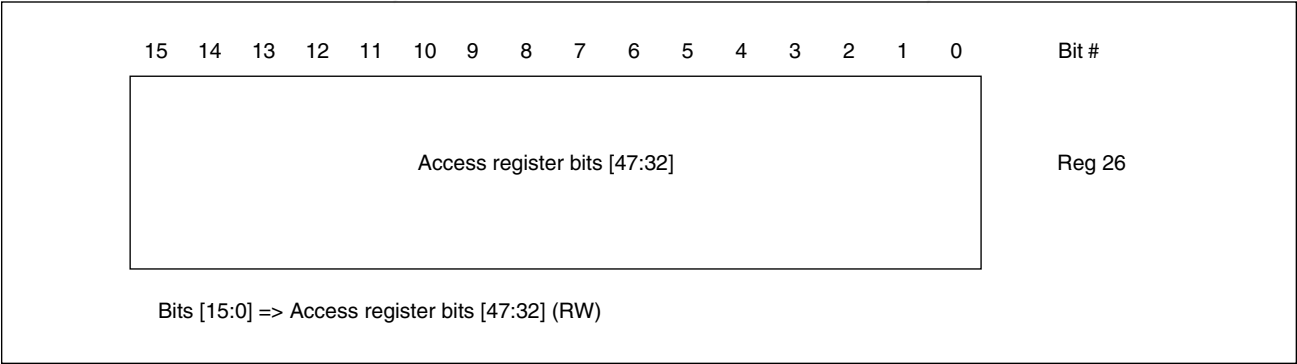 15 14 13 12 11 10 9 8 7 6 5 4 3 2 1 0 Bit #
Access register bits [47:32] Reg 26
Bits [15:0] => Access register bits [47:32] (RW)